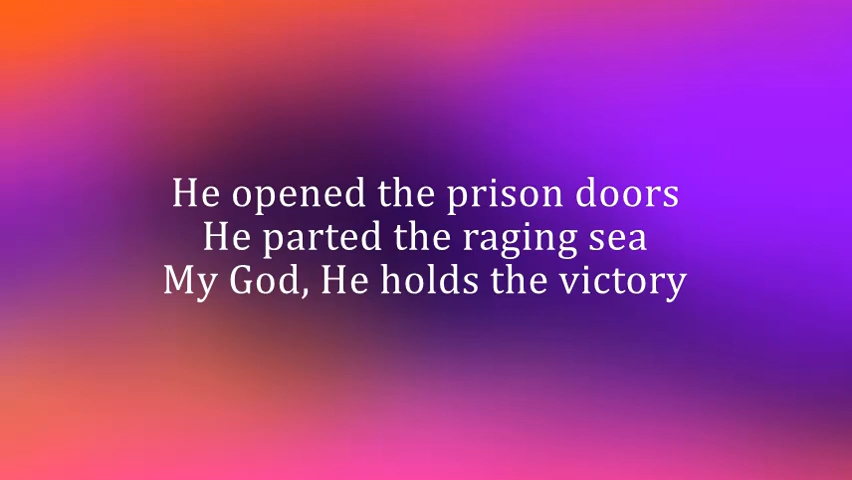 He opened the prison doors
He parted the raging sea
My God, He holds the victory